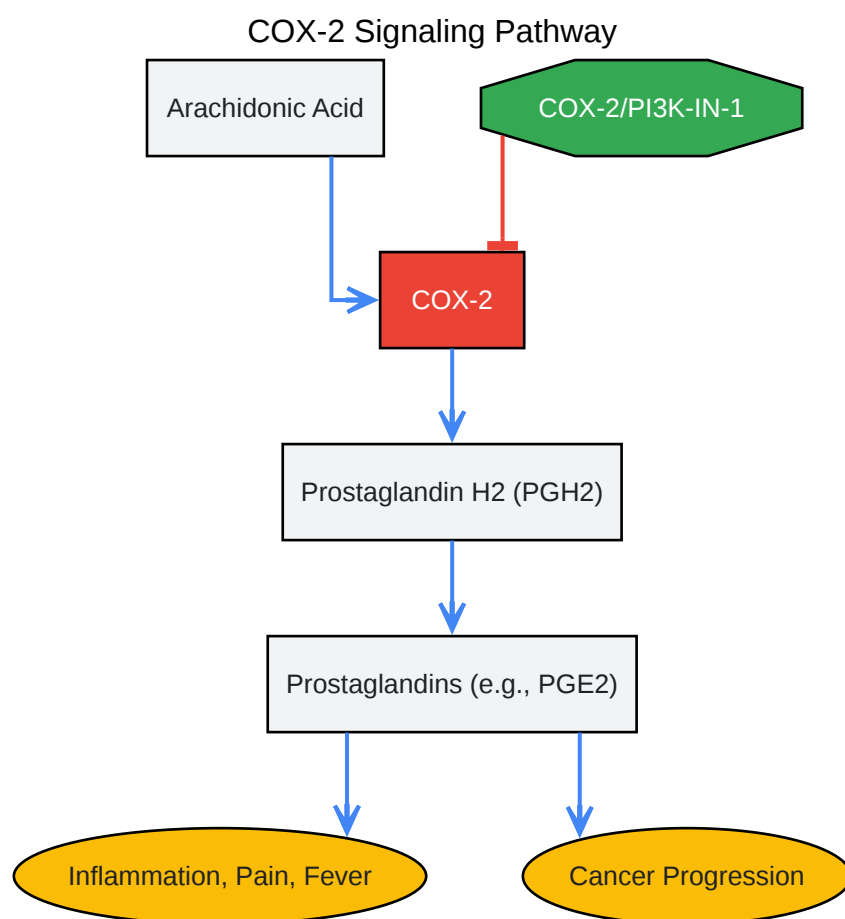 COX-2 Signaling Pathway
Arachidonic Acid
COX-2/PI3K-IN-1
COX-2
Prostaglandin H2 (PGH2)
Prostaglandins (e.g., PGE2)
Inflammation, Pain, Fever
Cancer Progression